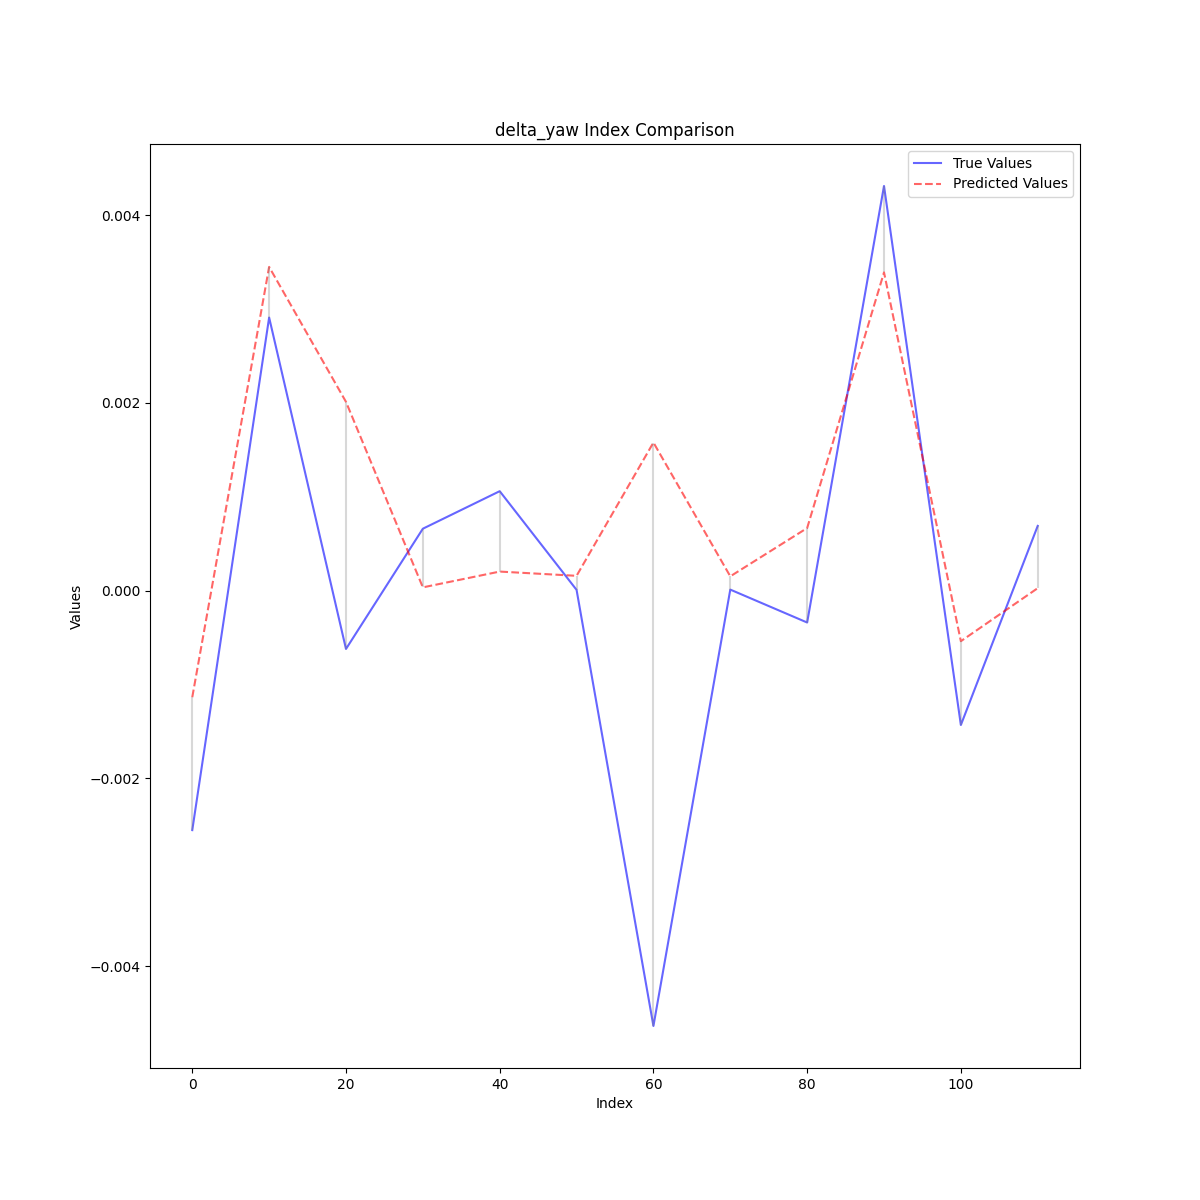 delta_yaw Index Comparison
True Values
Predicted Values
0.004
0.002
0.000
−0.002
−0.004
Values
0
20
40
60
80
100
Index